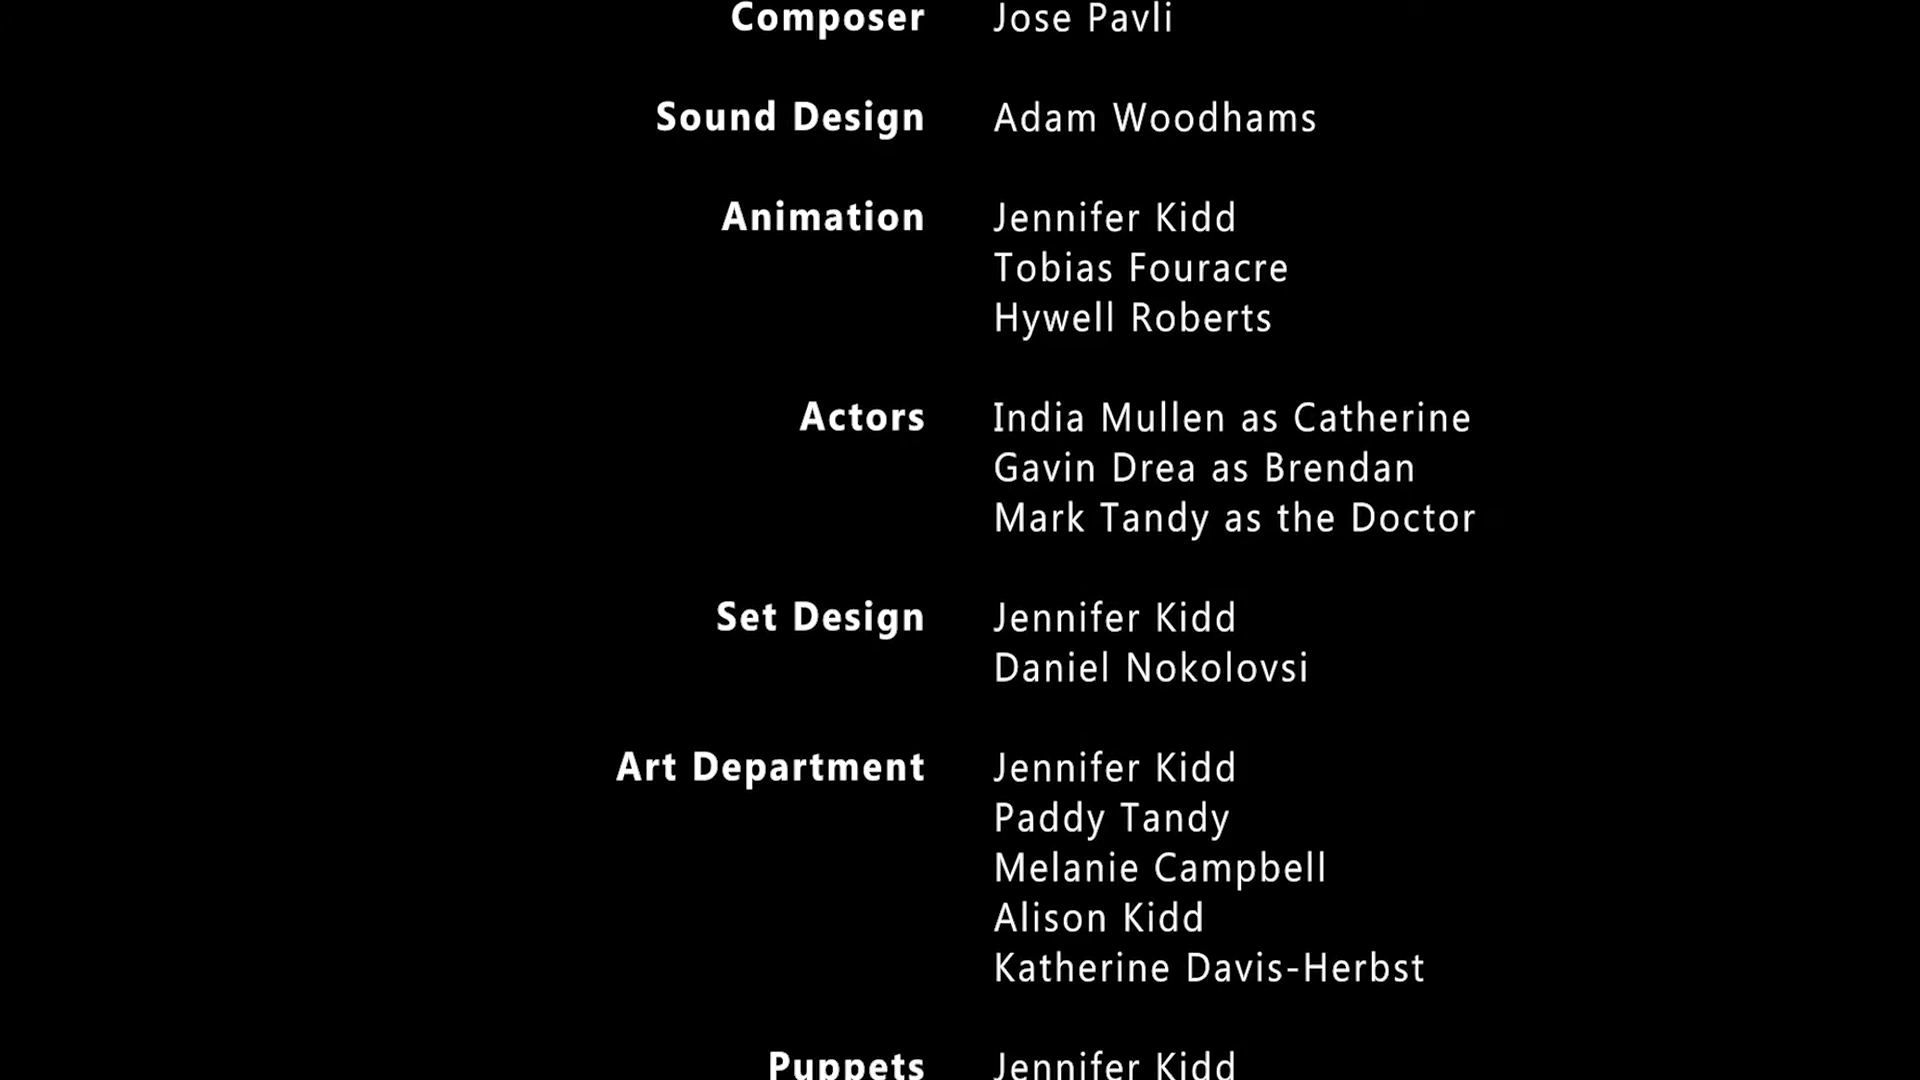 Composer Jose Pavli
Sound Design Adam Woodhams
Animation Jennifer Kidd
Tobias Fouracre
Hywell Roberts
Actors India Mullen as Catherine
Gavin Drea as Brendan
Mark Tandy as the Doctor
Set Design Jennifer Kidd
Daniel Nokolovsi
Art Department Jennifer Kidd
Paddy Tandy
Melanie Campbell
Alison Kidd
Katherine Davis-Herbst
Puppets Jennifer Kidd